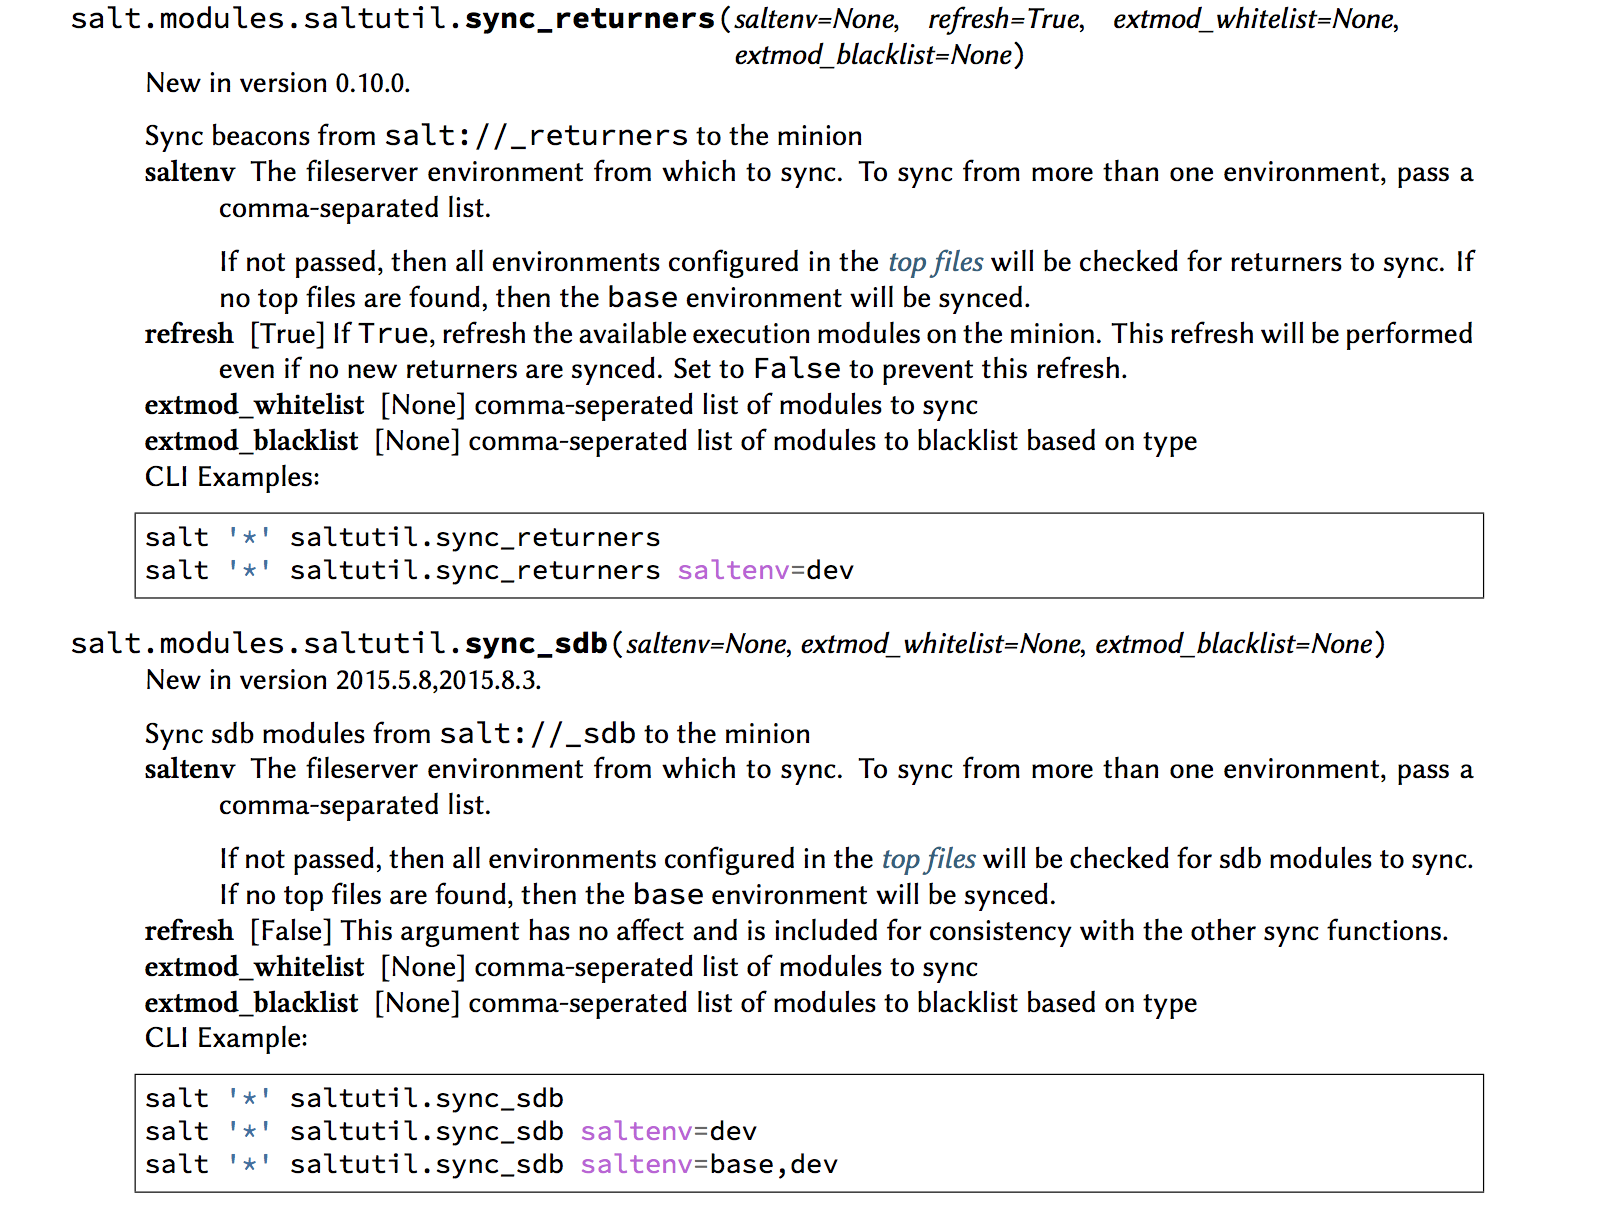 salt.modules.saltutil.sync_returners(saltenv=None, refresh=True, extmod_whitelist=None,
extmod_blacklist=None)
New in version 0.10.0.
Sync beacons from salt://_returners to the minion
saltenv The fileserver environment from which to sync. To sync from more than one environment, pass a
comma-separated list.
If not passed, then all environments configured in the top files will be checked for returners to sync. If
no top files are found, then the base environment will be synced.
refresh [True] If True, refresh the available execution modules on the minion. This refresh will be performed
even if no new returners are synced. Set to False to prevent this refresh.
extmod_whitelist [None] comma-seperated list of modules to sync
extmod_blacklist [None] comma-seperated list of modules to blacklist based on type
CLI Examples:
salt '*' saltutil.sync_returners
salt '*' saltutil.sync_returners saltenv=dev
salt.modules.saltutil.sync_sdb(saltenv=None, extmod_whitelist=None, extmod_blacklist=None)
New in version 2015.5.8,2015.8.3.
Sync sdb modules from salt://_sdb to the minion
saltenv The fileserver environment from which to sync. To sync from more than one environment, pass a
comma-separated list.
If not passed, then all environments configured in the top files will be checked for sdb modules to sync.
If no top files are found, then the base environment will be synced.
refresh [False] This argument has no affect and is included for consistency with the other sync functions.
extmod_whitelist [None] comma-seperated list of modules to sync
extmod_blacklist [None] comma-seperated list of modules to blacklist based on type
CLI Example:
salt '*' saltutil.sync_sdb
salt '*' saltutil.sync_sdb saltenv=dev
salt '*' saltutil.sync_sdb saltenv=base,dev